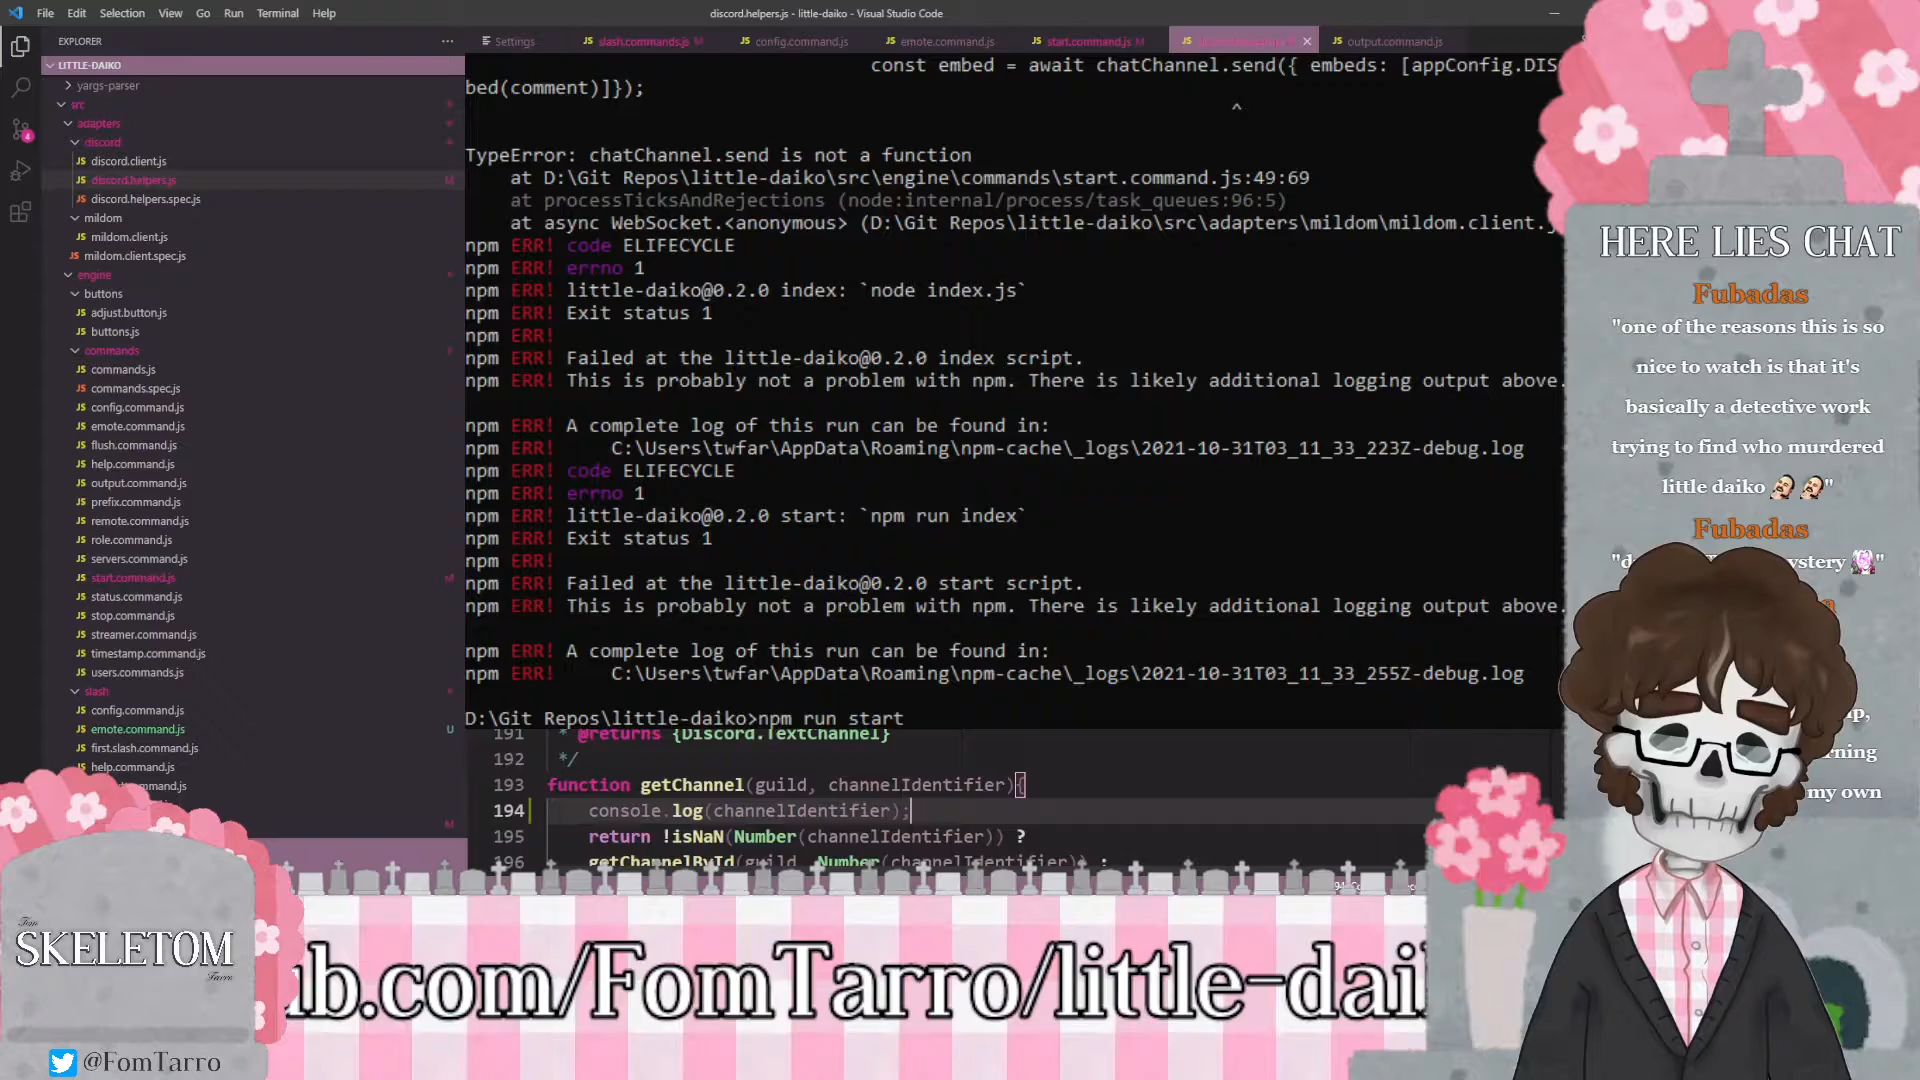 File Edit Selection View Go Run Terminal Help
discord.helpers.js - little-daiko - Visual Studio Code
EXPLORER
Settings
slash.commands.js M
config.command.js
emote.command.js
start.command.js M
output.command.js
LITTLE-DAIKO
yargs-parser
src
adapters
discord
discord.client.js
discord.helpers.js M
discord.helpers.spec.js
mildom
mildom.client.js
mildom.client.spec.js
engine
buttons
adjust.button.js
buttons.js
commands
commands.js
commands.spec.js
config.command.js
emote.command.js
flush.command.js
help.command.js
output.command.js
prefix.command.js
remote.command.js
role.command.js
servers.command.js
start.command.js M
status.command.js
stop.command.js
streamer.command.js
timestamp.command.js
users.command.js
slash
config.command.js
emote.command.js U
first.slash.command.js
help.command.js
M
4
const embed = await chatChannel.send({ embeds: [appConfig.DIS
bed(comment)]});
^
TypeError: chatChannel.send is not a function
at D:\Git Repos\little-daiko\src\engine\commands\start.command.js:49:69
at processTicksAndRejections (node:internal/process/task_queues:96:5)
at async WebSocket.<anonymous> (D:\Git Repos\little-daiko\src\adapters\mildom\mildom.client.j
npm ERR! code ELIFECYCLE
npm ERR! errno 1
npm ERR! little-daiko@0.2.0 index: `node index.js`
npm ERR! Exit status 1
npm ERR!
npm ERR! Failed at the little-daiko@0.2.0 index script.
npm ERR! This is probably not a problem with npm. There is likely additional logging output above.
npm ERR! A complete log of this run can be found in:
npm ERR! C:\Users\twfar\AppData\Roaming\npm-cache\_logs\2021-10-31T03_11_33_223Z-debug.log
npm ERR! code ELIFECYCLE
npm ERR! errno 1
npm ERR! little-daiko@0.2.0 start: `npm run index`
npm ERR! Exit status 1
npm ERR!
npm ERR! Failed at the little-daiko@0.2.0 start script.
npm ERR! This is probably not a problem with npm. There is likely additional logging output above.
npm ERR! A complete log of this run can be found in:
npm ERR! C:\Users\twfar\AppData\Roaming\npm-cache\_logs\2021-10-31T03_11_33_255Z-debug.log
D:\Git Repos\little-daiko>npm run start
191 * @returns {Discord.TextChannel}
192 */
193 function getChannel(guild, channelIdentifier){
194 console.log(channelIdentifier);
195 return !isNaN(Number(channelIdentifier)) ?
196 getChannelById(guild, Number(channelIdentifier)) :
HERE LIES CHAT
Fubadas
"one of the reasons this is so
nice to watch is that it's
basically a detective work
trying to find who murdered
little daiko "
Fubadas
my own
Tom
SKELETOM
Tarro
@FomTarro
ub.com/FomTarro/little-dai